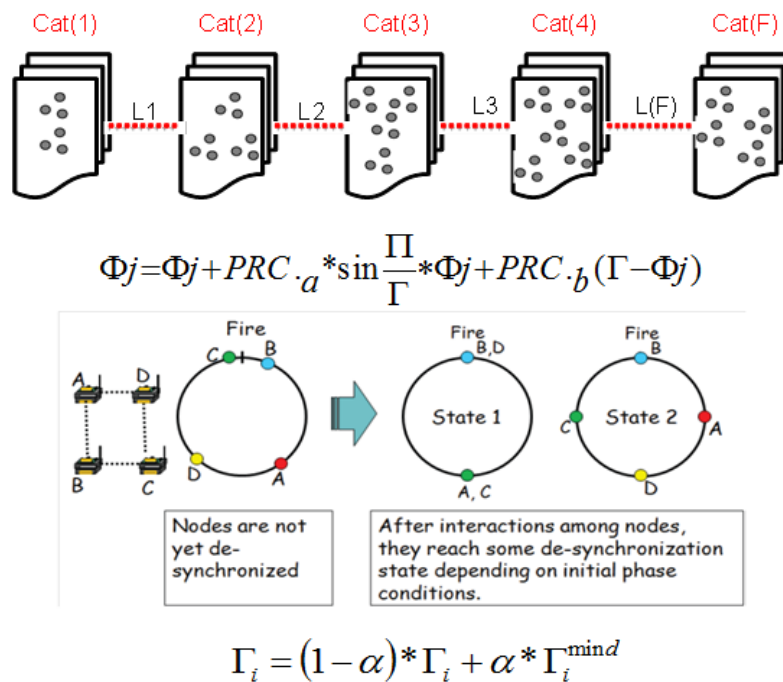 Cat(1) Cat(2) Cat(3) Cat(4) Cat(F)
L1 L2 L3 L(F)
Φj=Φj+PRC.a*sin Π/Γ *Φj+PRC.b(Γ−Φj)
Fire Fire Fire
C B B,D B
A D
State 1 State 2
C A
B C
D A
A, C D
Nodes are not
yet de-
synchronized
After interactions among nodes,
they reach some de-synchronization
state depending on initial phase
conditions.
Γi = (1−α)*Γi + α*Γi^mind